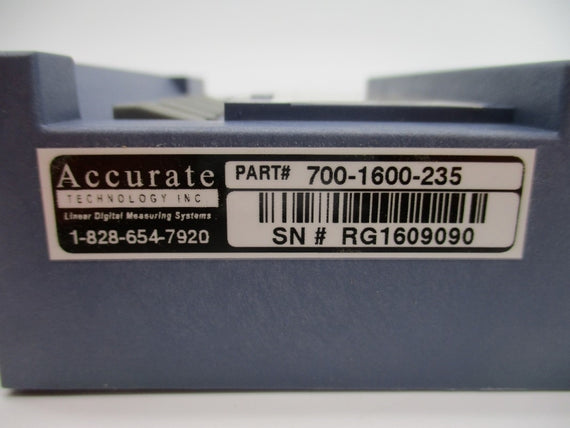 Accurate
TECHNOLOGY INC
Linear Digital Measuring Systems
1-828-654-7920
PART# 700-1600-235
SN # RG1609090